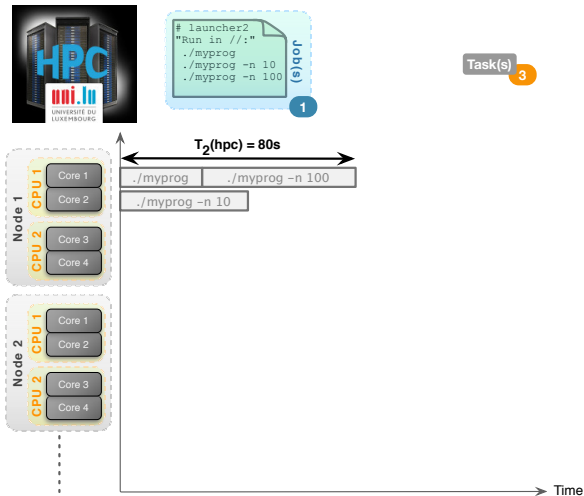 HPC
uni.lu
UNIVERSITÉ DU
LUXEMBOURG
# launcher2
"Run in //:"
./myprog
./myprog -n 10
./myprog -n 100
Job(s)
1
Task(s)
3
T2(hpc) = 80s
Node 1
CPU 1
Core 1
Core 2
CPU 2
Core 3
Core 4
./myprog
./myprog -n 100
./myprog -n 10
Node 2
CPU 1
Core 1
Core 2
CPU 2
Core 3
Core 4
Time